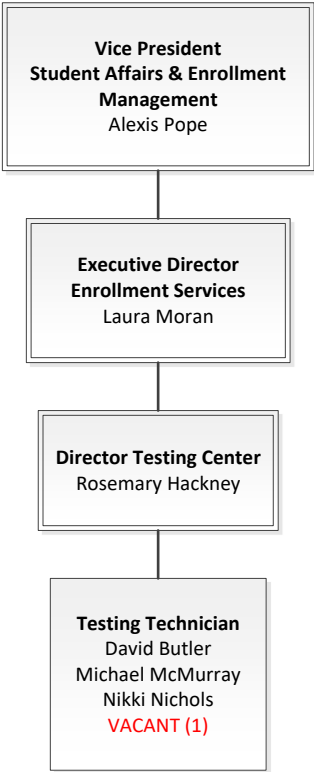 Vice President
Student Affairs & Enrollment
Management
Alexis Pope
Executive Director
Enrollment Services
Laura Moran
Director Testing Center
Rosemary Hackney
Testing Technician
David Butler
Michael McMurray
Nikki Nichols
VACANT (1)